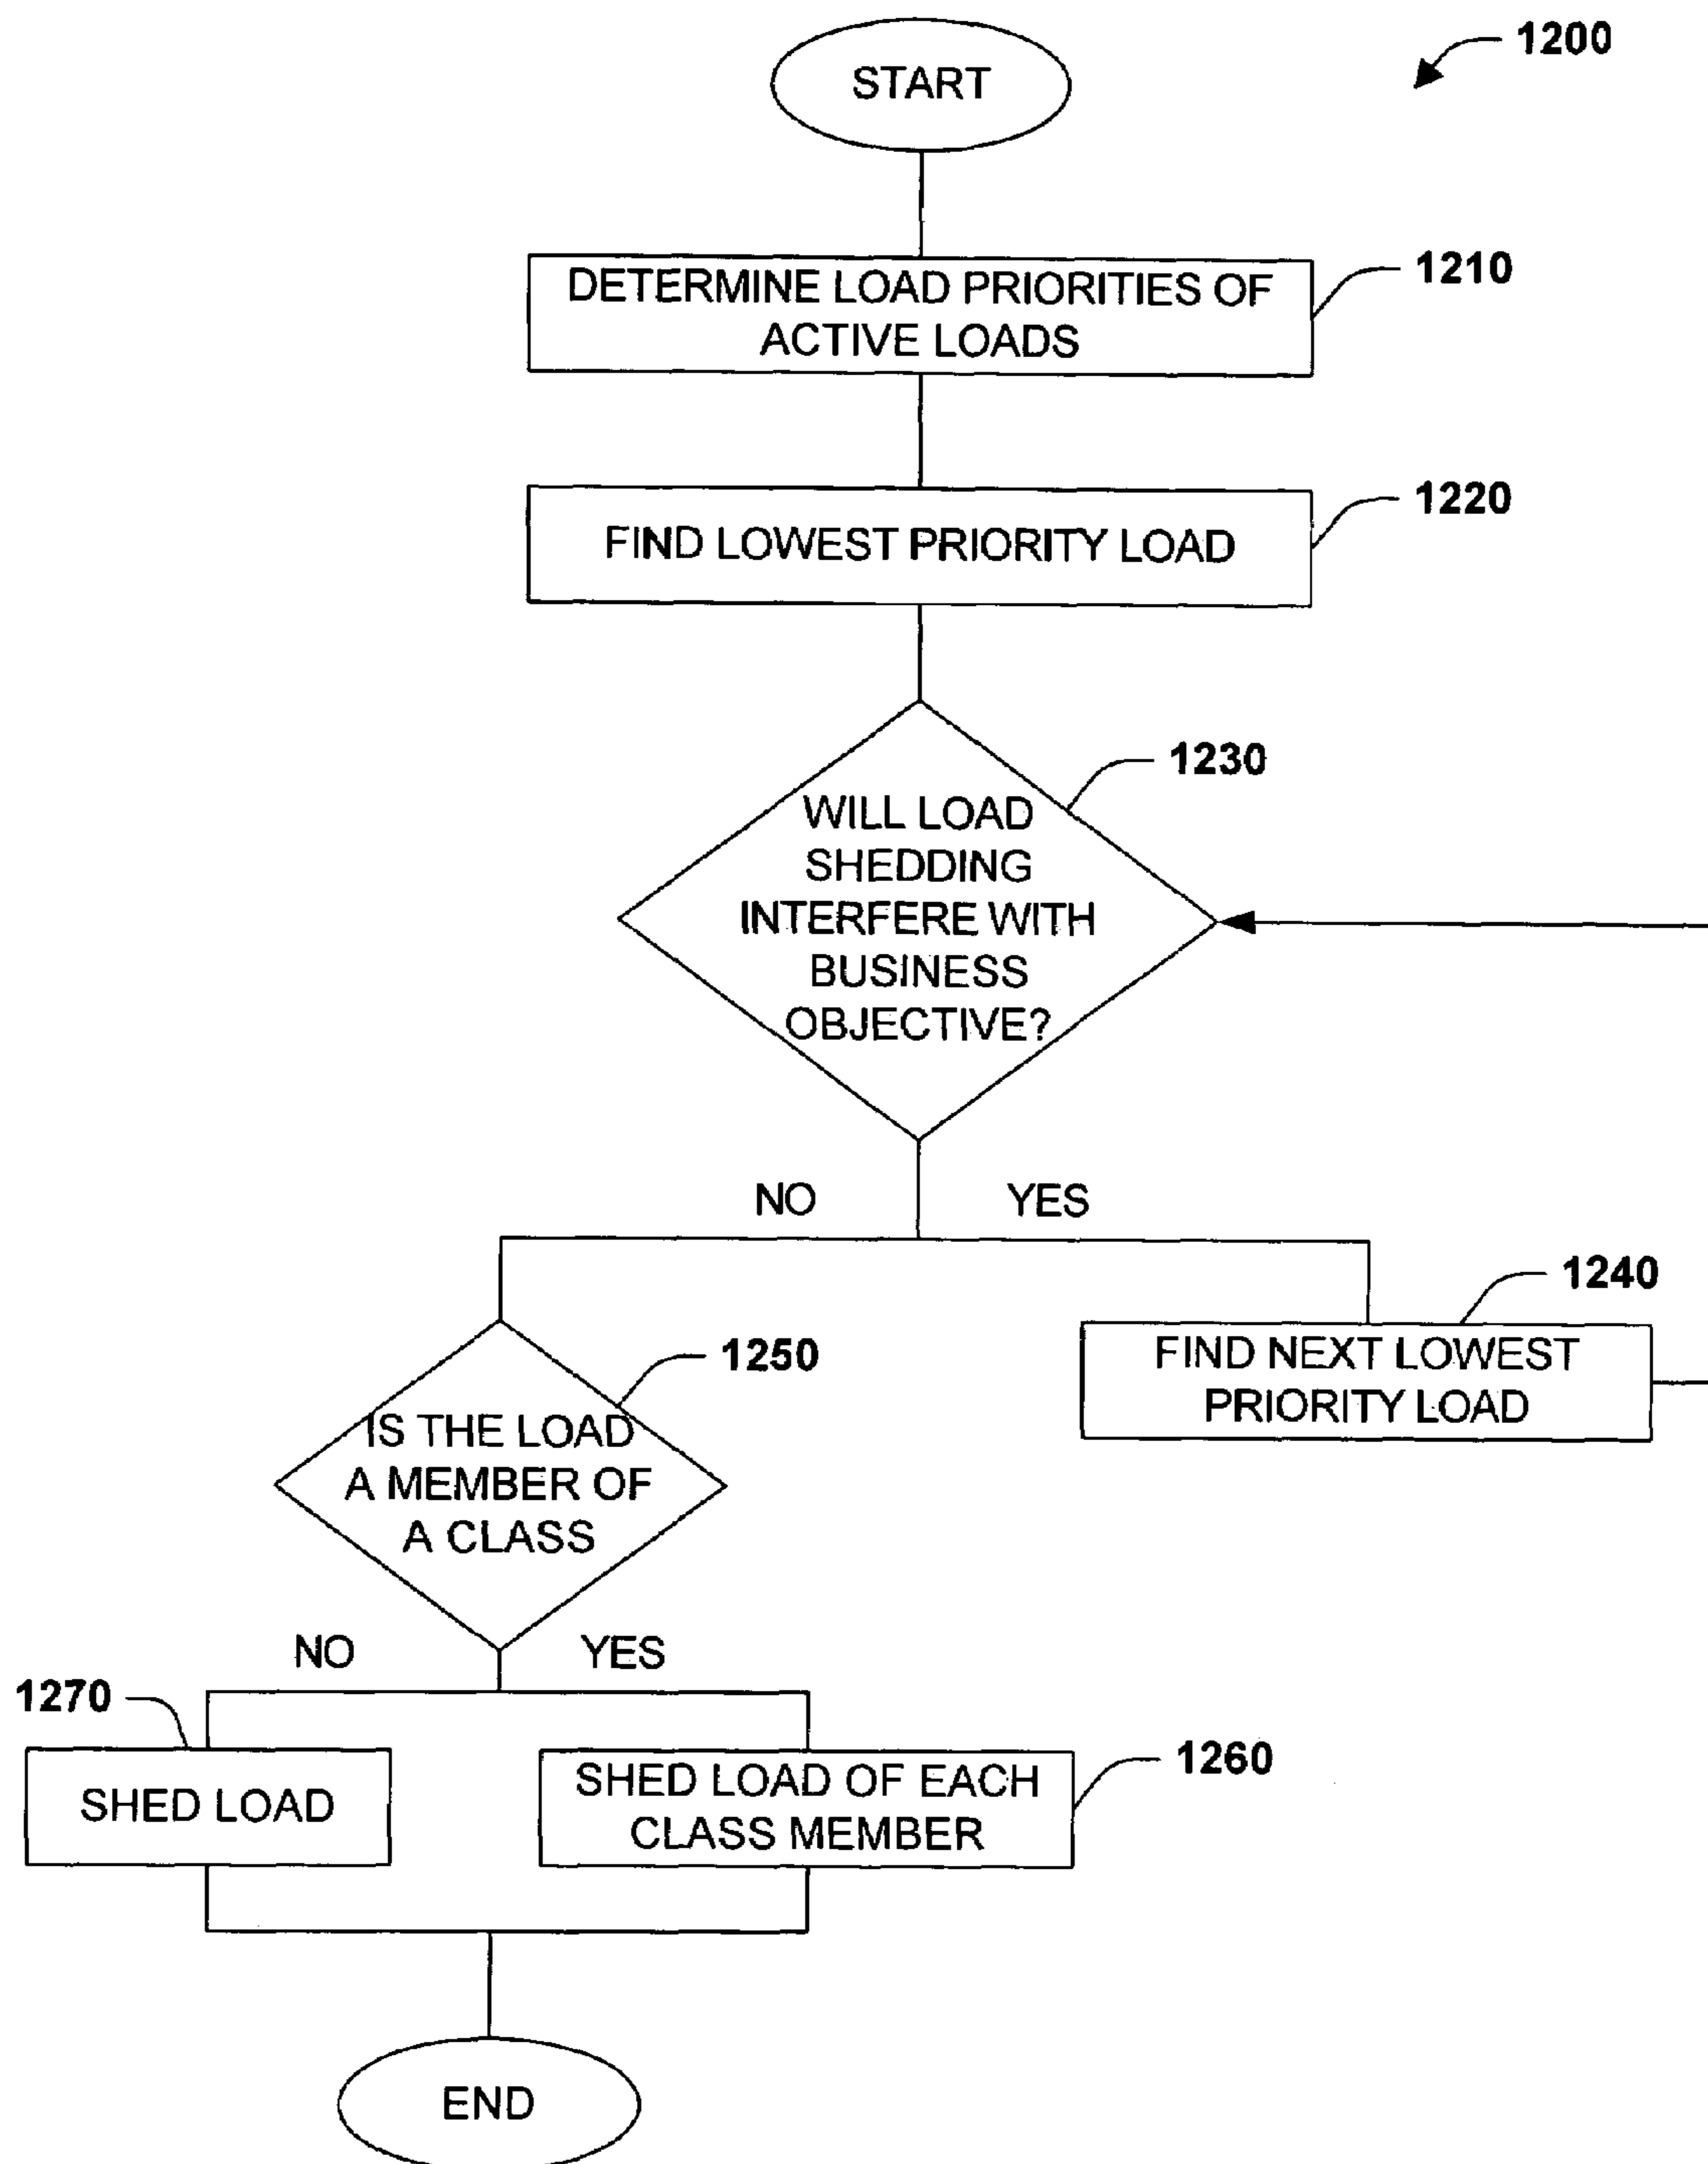 1200
START
DETERMINE LOAD PRIORITIES OF
ACTIVE LOADS
1210
FIND LOWEST PRIORITY LOAD
1220
1230
WILL LOAD
SHEDDING
INTERFERE WITH
BUSINESS
OBJECTIVE?
NO
YES
1240
FIND NEXT LOWEST
PRIORITY LOAD
1250
IS THE LOAD
A MEMBER OF
A CLASS
NO
YES
1270
SHED LOAD
SHED LOAD OF EACH
CLASS MEMBER
1260
END